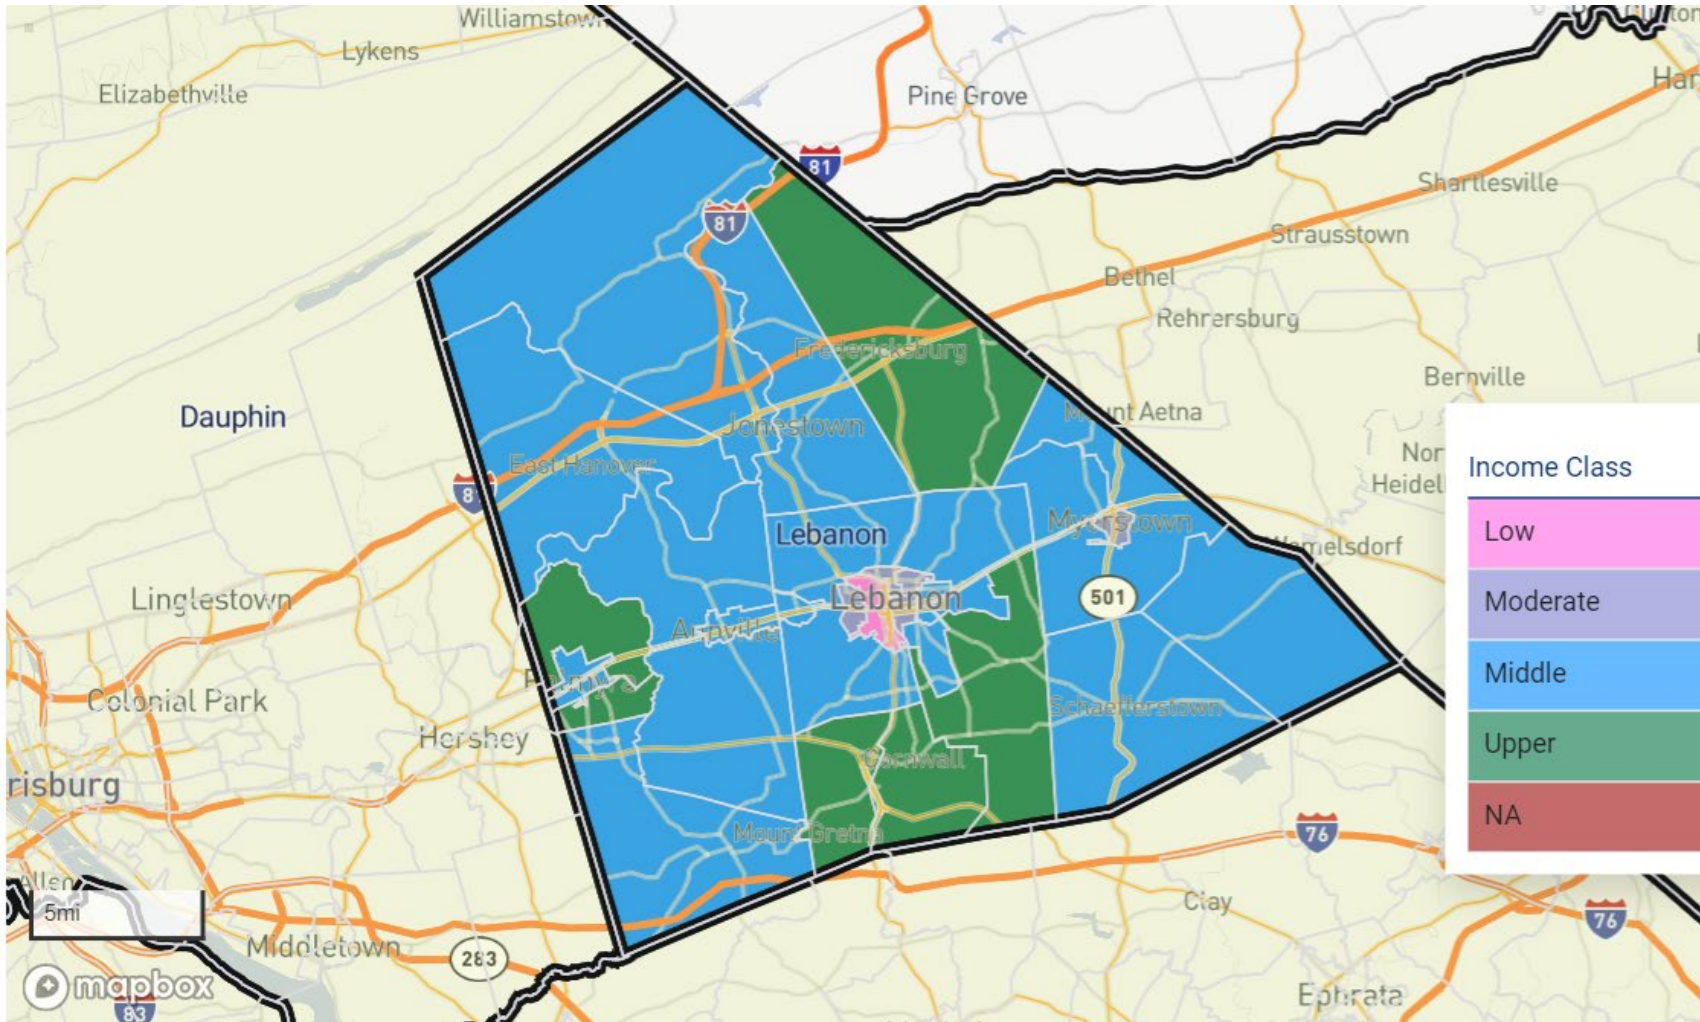 Williamstown
Lykens
Elizabethville
Pine Grove
81
Shartlesville
81
Strausstown
Bethel
Rehrersburg
Fredericksburg
Bernville
Dauphin
Mount Aetna
Jonestown
East Hanover
Income Class
Low
Moderate
Middle
Upper
NA
Myerstown
Lebanon
Womelsdorf
Linglestown
Lebanon
501
Annville
Palmyra
Colonial Park
Hershey
Schaefferstown
Cornwall
risburg
Mount Gretna
76
5mi
Clay
76
Middletown
283
mapbox
83
Ephrata